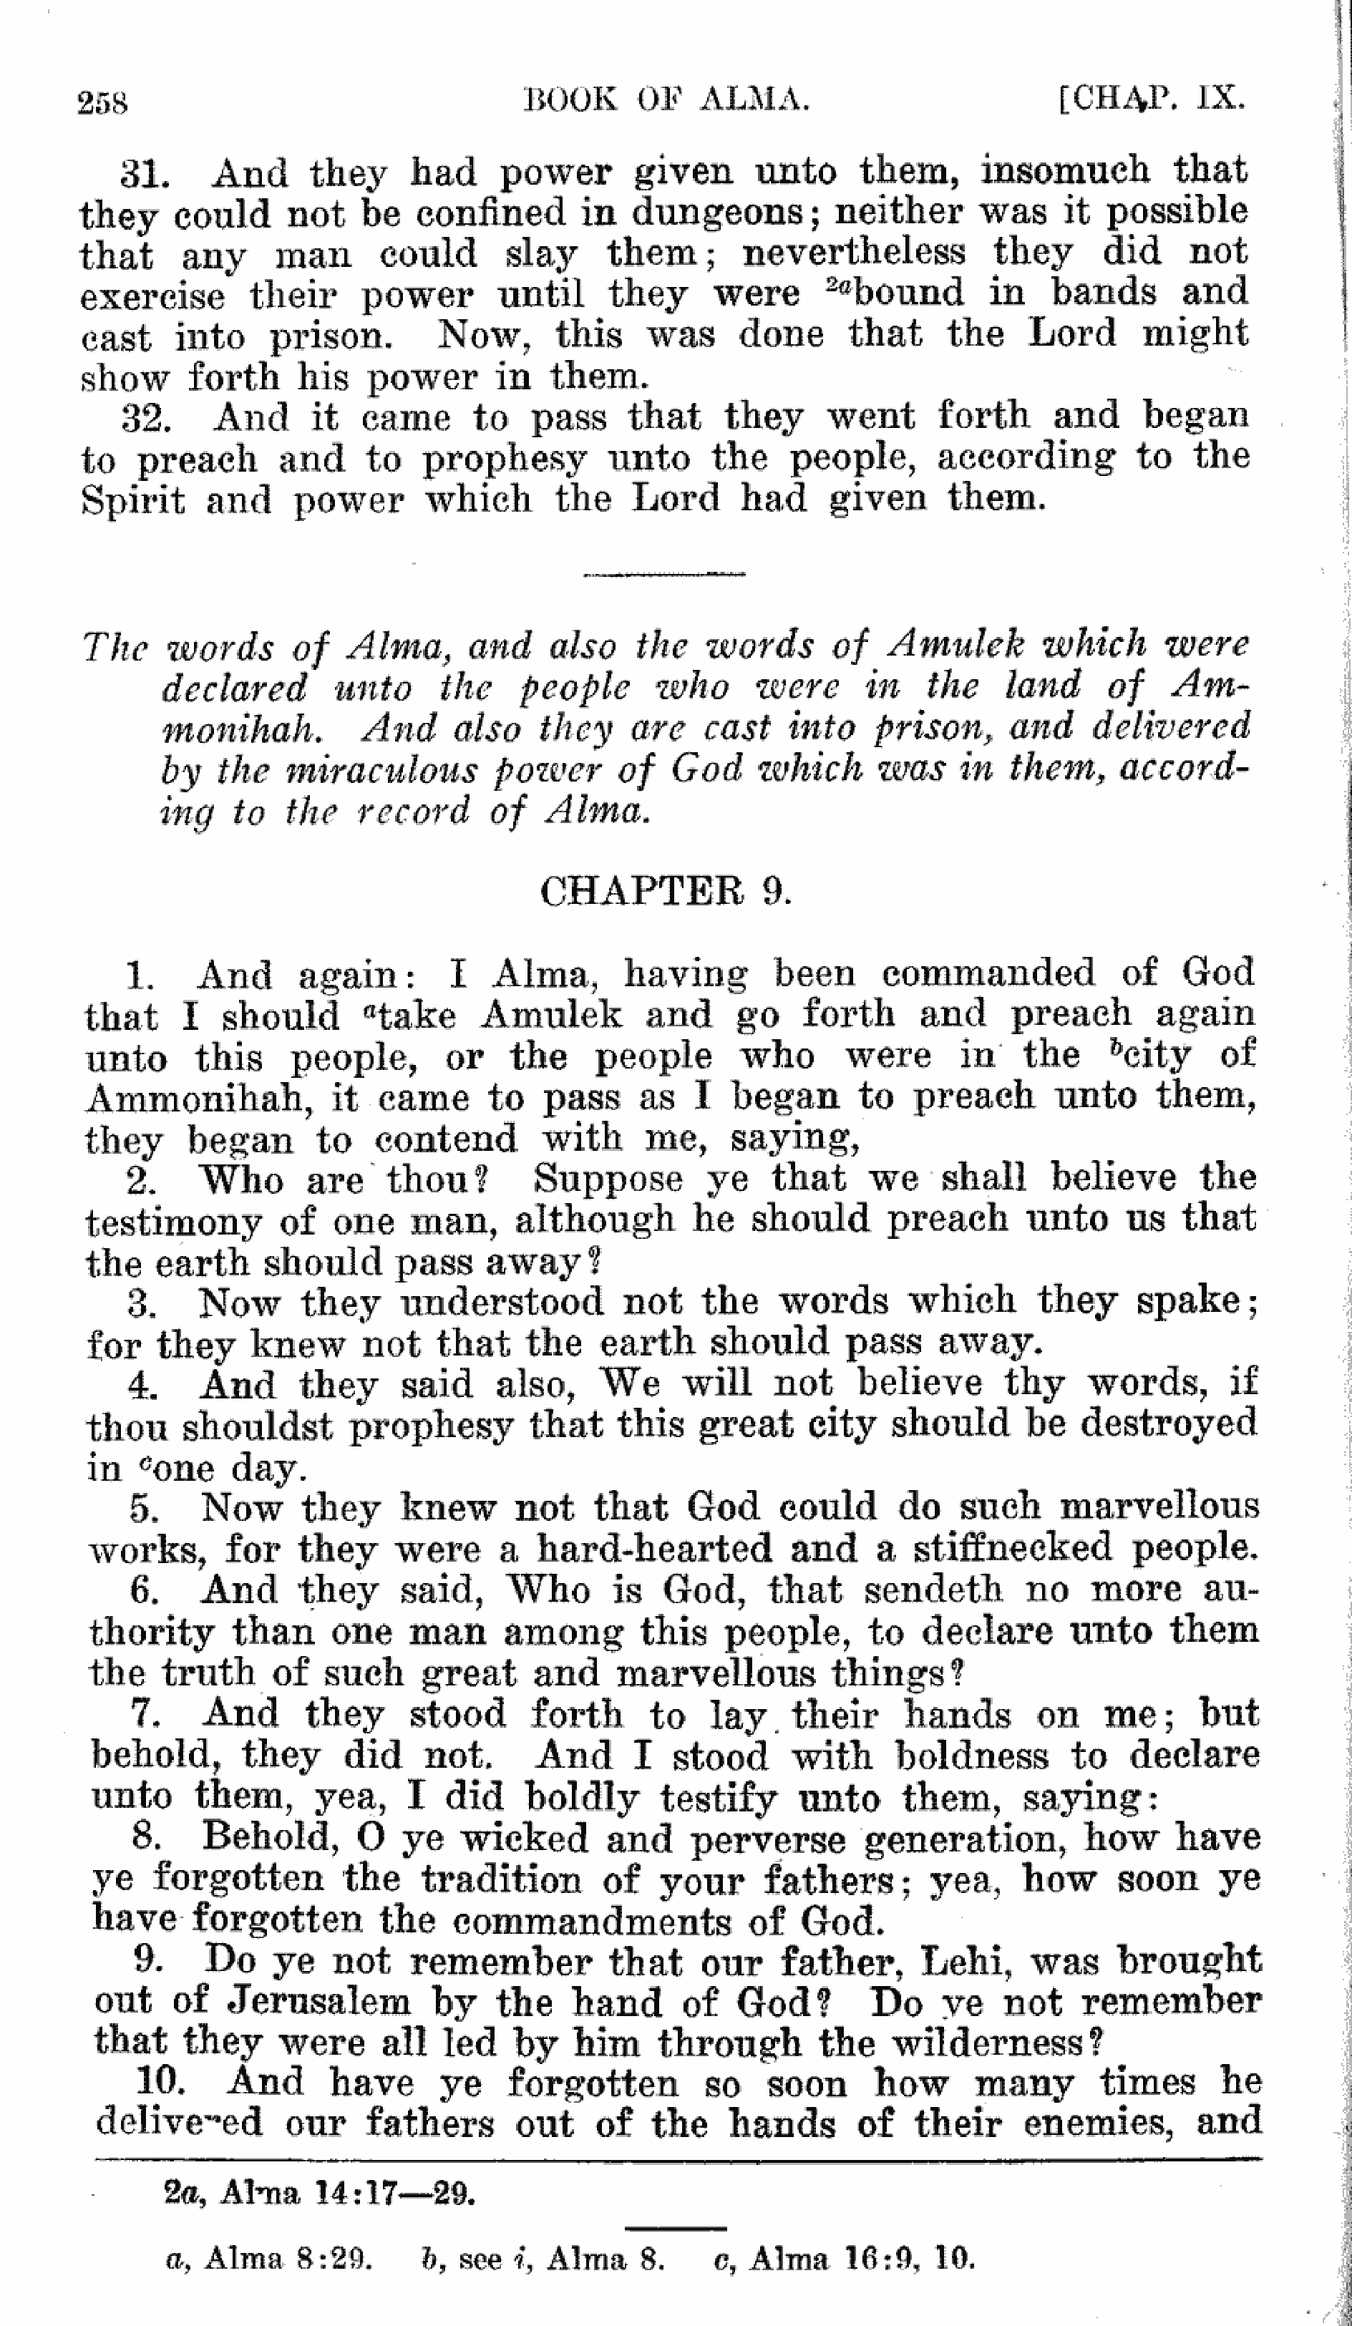 258 BOOK OF ALMA. [CHAP. IX.
31. And they had power given unto them, insomuch that
they could not be confined in dungeons; neither was it possible
that any man could slay them; nevertheless they did not
exercise their power until they were 2abound in bands and
cast into prison. Now, this was done that the Lord might
show forth his power in them.
32. And it came to pass that they went forth and began
to preach and to prophesy unto the people, according to the
Spirit and power which the Lord had given them.
The words of Alma, and also the words of Amulek which were
declared unto the people who were in the land of Am-
monihah. And also they are cast into prison, and delivered
by the miraculous power of God which was in them, accord-
ing to the record of Alma.
CHAPTER 9.
1. And again: I Alma, having been commanded of God
that I should atake Amulek and go forth and preach again
unto this people, or the people who were in the bcity of
Ammonihah, it came to pass as I began to preach unto them,
they began to contend with me, saying,
2. Who are thou? Suppose ye that we shall believe the
testimony of one man, although he should preach unto us that
the earth should pass away?
3. Now they understood not the words which they spake;
for they knew not that the earth should pass away.
4. And they said also, We will not believe thy words, if
thou shouldst prophesy that this great city should be destroyed
in cone day.
5. Now they knew not that God could do such marvellous
works, for they were a hard-hearted and a stiffnecked people.
6. And they said, Who is God, that sendeth no more au-
thority than one man among this people, to declare unto them
the truth of such great and marvellous things?
7. And they stood forth to lay their hands on me; but
behold, they did not. And I stood with boldness to declare
unto them, yea, I did boldly testify unto them, saying:
8. Behold, O ye wicked and perverse generation, how have
ye forgotten the tradition of your fathers; yea, how soon ye
have forgotten the commandments of God.
9. Do ye not remember that our father, Lehi, was brought
out of Jerusalem by the hand of God? Do ye not remember
that they were all led by him through the wilderness?
10. And have ye forgotten so soon how many times he
delivered our fathers out of the hands of their enemies, and
2a, Alma 14:17—29.
a, Alma 8:29. b, see i, Alma 8. c, Alma 16:9, 10.